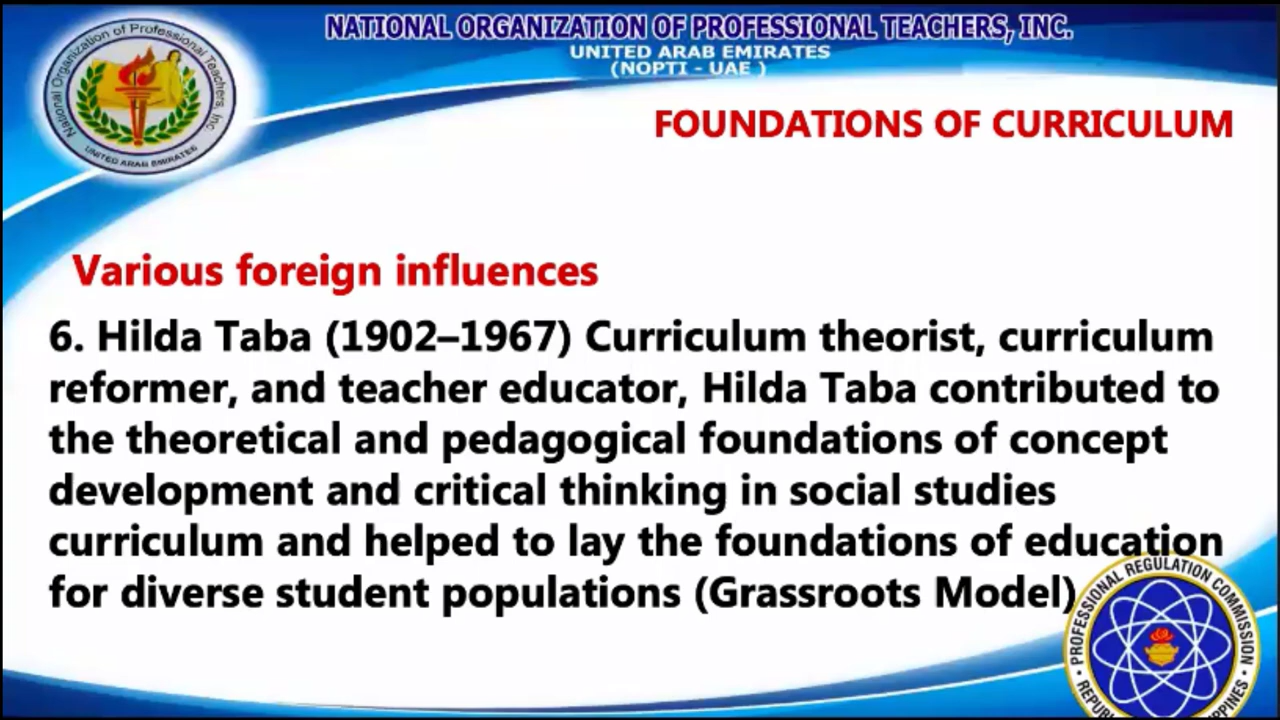 NATIONAL ORGANIZATION OF PROFESSIONAL TEACHERS, INC.
UNITED ARAB EMIRATES
(NOPTI - UAE )
National Organization of Professional Teachers, Inc
UNITED ARAB EMIRATES
FOUNDATIONS OF CURRICULUM
Various foreign influences
6. Hilda Taba (1902–1967) Curriculum theorist, curriculum
reformer, and teacher educator, Hilda Taba contributed to
the theoretical and pedagogical foundations of concept
development and critical thinking in social studies
curriculum and helped to lay the foundations of education
for diverse student populations (Grassroots Model)
PROFESSIONAL REGULATION COMMISSION